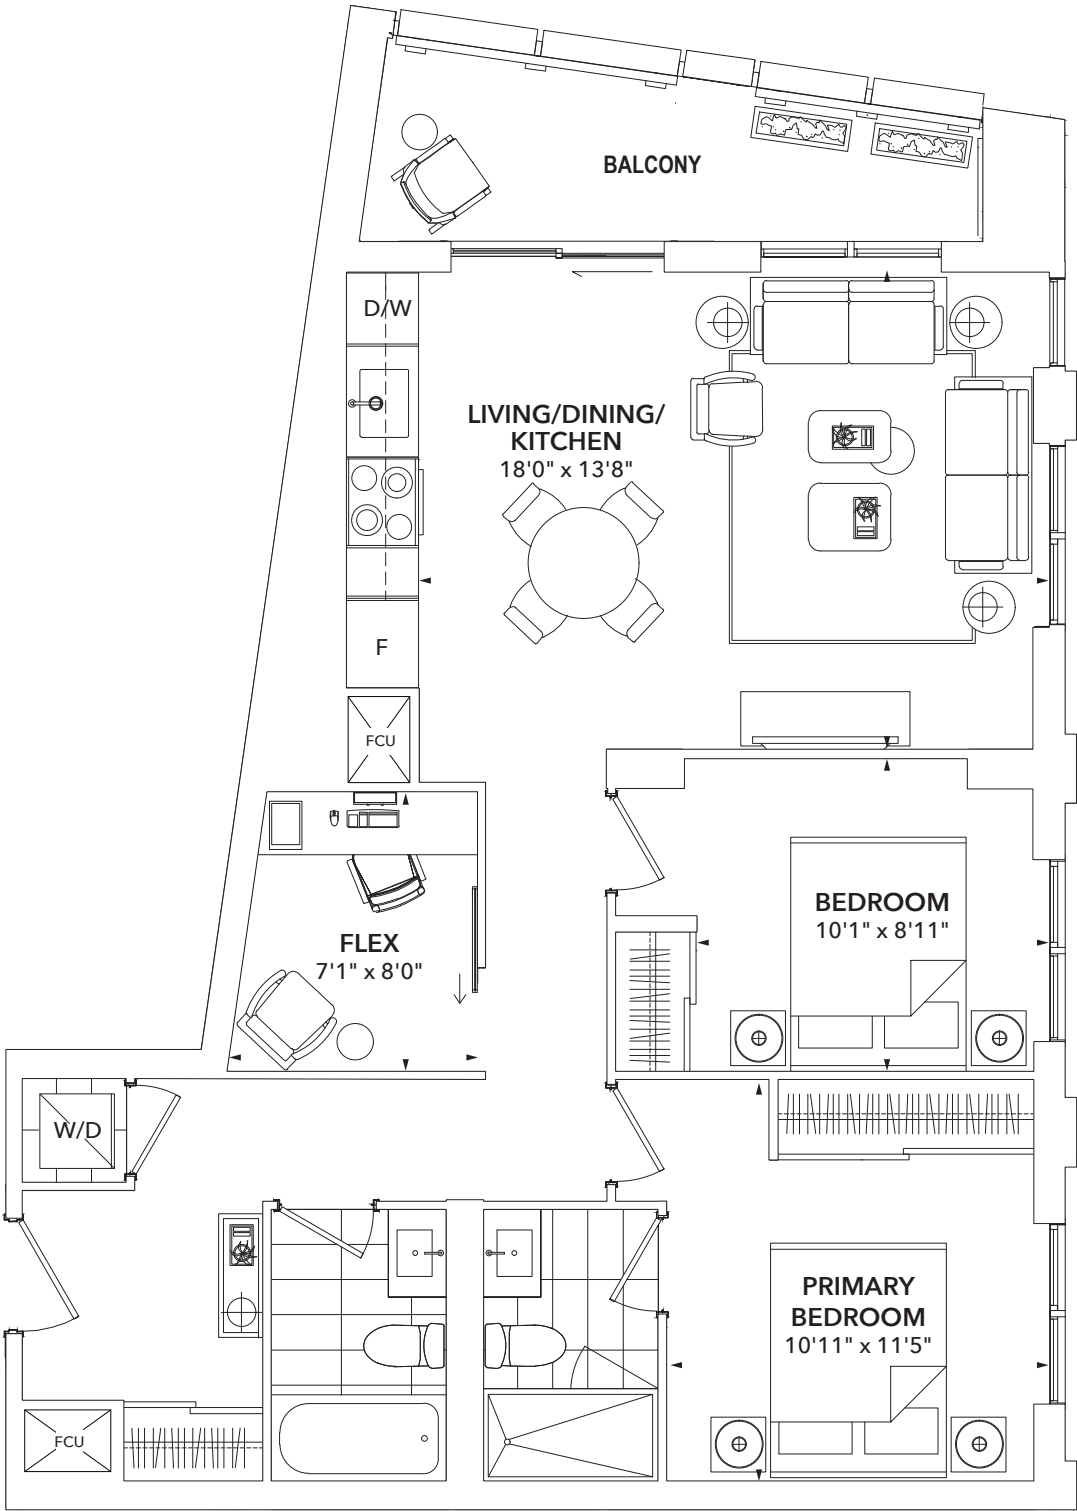 BALCONY
D/W
LIVING/DINING/
KITCHEN
18'0" x 13'8"
F
FCU
BEDROOM
10'1" x 8'11"
FLEX
7'1" x 8'0"
W/D
PRIMARY
BEDROOM
10'11" x 11'5"
FCU